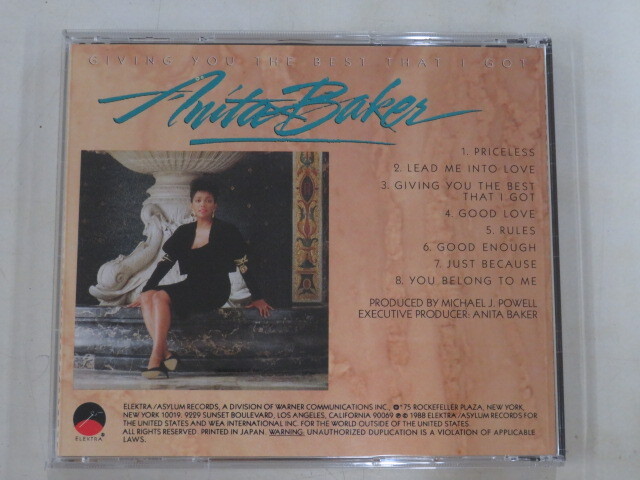 GIVING YOU THE BEST THAT I GOT
Anita Baker
1. PRICELESS
2. LEAD ME INTO LOVE
3. GIVING YOU THE BEST
THAT I GOT
4. GOOD LOVE
5. RULES
6. GOOD ENOUGH
7. JUST BECAUSE
8. YOU BELONG TO ME
PRODUCED BY MICHAEL J. POWELL
EXECUTIVE PRODUCER: ANITA BAKER
ELEKTRA/ASYLUM RECORDS, A DIVISION OF WARNER COMMUNICATIONS INC., 75 ROCKEFELLER PLAZA, NEW YORK,
NEW YORK 10019. 9229 SUNSET BOULEVARD, LOS ANGELES, CALIFORNIA 90069 ℗ © 1988 ELEKTRA/ASYLUM RECORDS FOR
THE UNITED STATES AND WEA INTERNATIONAL INC. FOR THE WORLD OUTSIDE OF THE UNITED STATES.
ALL RIGHTS RESERVED. PRINTED IN JAPAN. WARNING: UNAUTHORIZED DUPLICATION IS A VIOLATION OF APPLICABLE
LAWS.
ELEKTRA